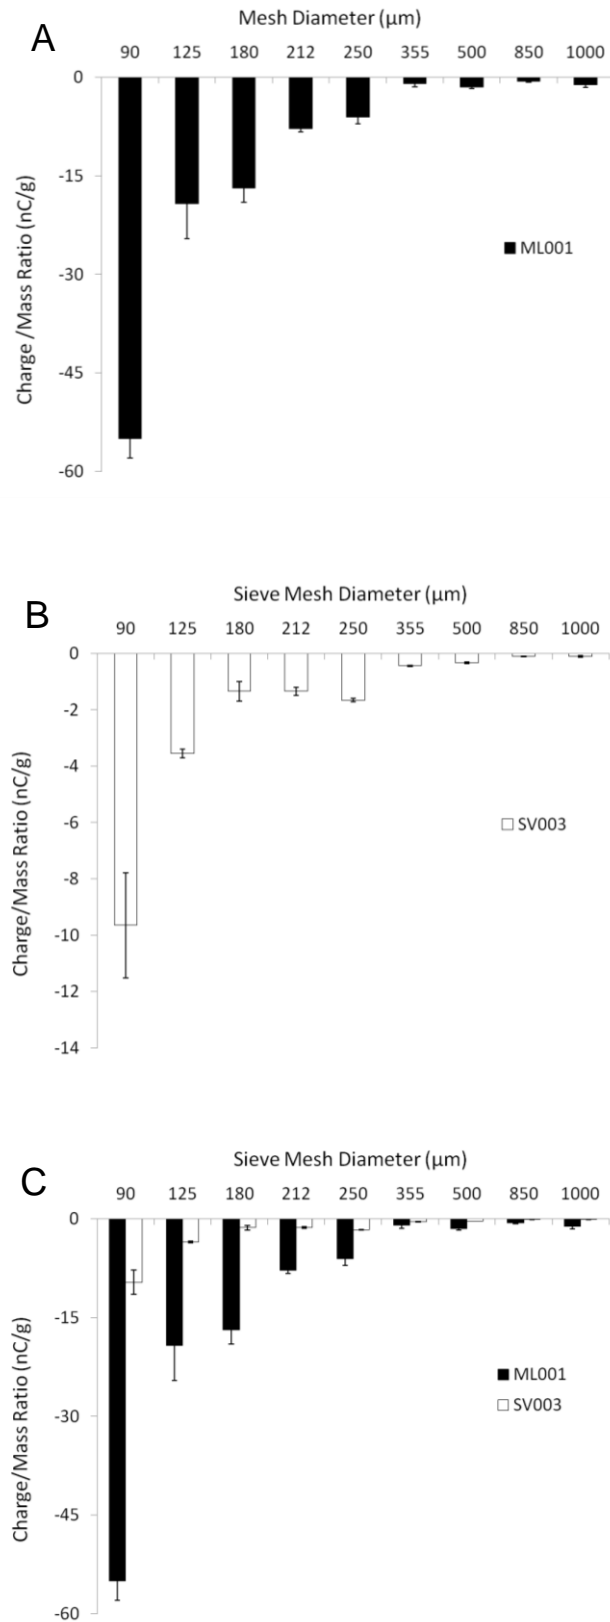 A
Mesh Diameter (µm)
90 125 180 212 250 355 500 850 1000
0
-15
-30
-45
-60
Charge /Mass Ratio (nC/g)
ML001
B
Sieve Mesh Diameter (µm)
90 125 180 212 250 355 500 850 1000
0
-2
-4
-6
-8
-10
-12
-14
Charge/Mass Ratio (nC/g)
SV003
C
Sieve Mesh Diameter (µm)
90 125 180 212 250 355 500 850 1000
0
-15
-30
-45
-60
Charge/Mass Ratio (nC/g)
ML001
SV003